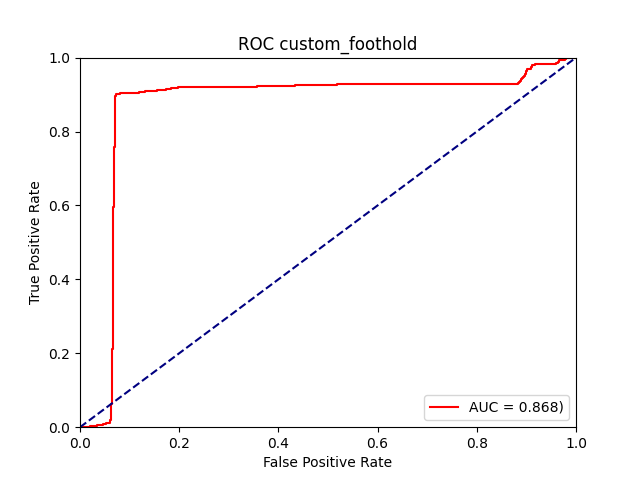 ROC custom_foothold
1.0
0.8
0.6
0.4
0.2
0.0
True Positive Rate
AUC = 0.868)
0.0 0.2 0.4 0.6 0.8 1.0
False Positive Rate